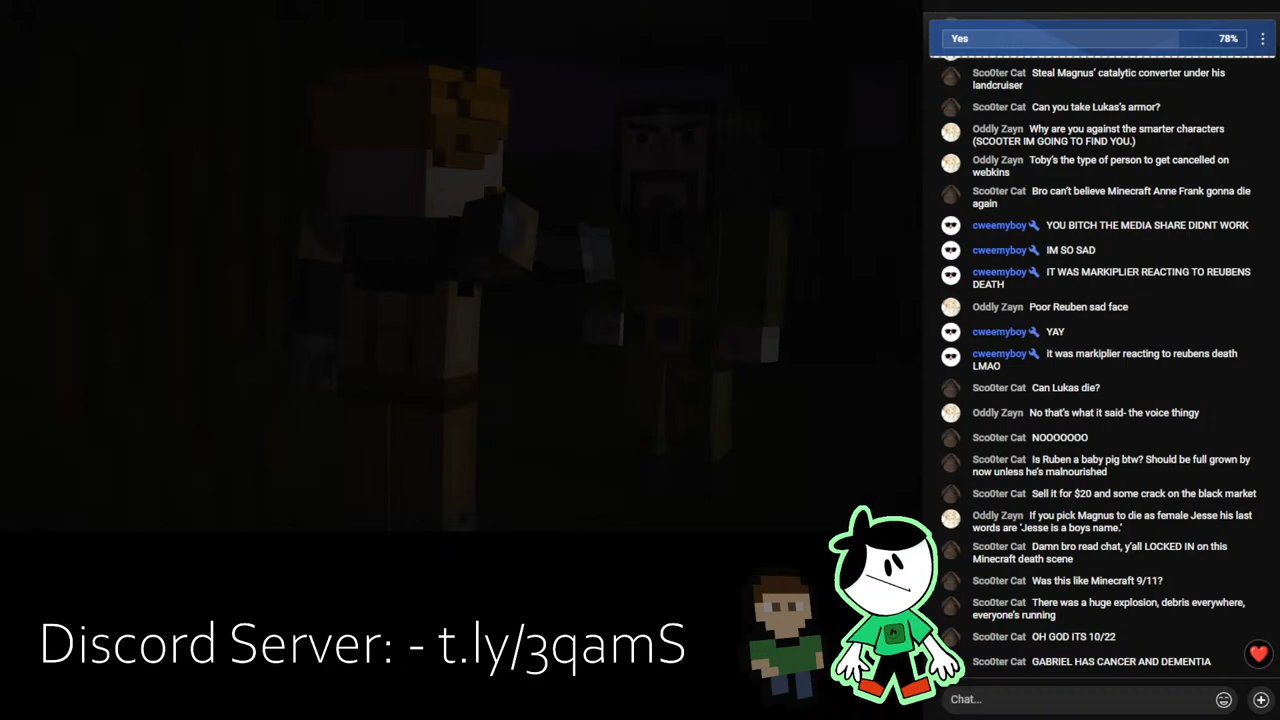 Yes 78%
Sco0ter Cat Steal Magnus' catalytic converter under his
landcruiser
Sco0ter Cat Can you take Lukas's armor?
Oddly Zayn Why are you against the smarter characters
(SCOOTER IM GOING TO FIND YOU.)
Oddly Zayn Toby's the type of person to get cancelled on
webkins
Sco0ter Cat Bro can't believe Minecraft Anne Frank gonna die
again
cweemyboy YOU BITCH THE MEDIA SHARE DIDNT WORK
cweemyboy IM SO SAD
cweemyboy IT WAS MARKIPLIER REACTING TO REUBENS
DEATH
Oddly Zayn Poor Reuben sad face
cweemyboy YAY
cweemyboy it was markiplier reacting to reubens death
LMAO
Sco0ter Cat Can Lukas die?
Oddly Zayn No that's what it said- the voice thingy
Sco0ter Cat NOOOOOOO
Sco0ter Cat Is Ruben a baby pig btw? Should be full grown by
now unless he's malnourished
Sco0ter Cat Sell it for $20 and some crack on the black market
Oddly Zayn If you pick Magnus to die as female Jesse his last
words are 'Jesse is a boys name.'
Sco0ter Cat Damn bro read chat, y'all LOCKED IN on this
Minecraft death scene
Sco0ter Cat Was this like Minecraft 9/11?
Sco0ter Cat There was a huge explosion, debris everywhere,
everyone's running
Sco0ter Cat OH GOD ITS 10/22
Sco0ter Cat GABRIEL HAS CANCER AND DEMENTIA
Chat...
Discord Server: - t.ly/3qamS